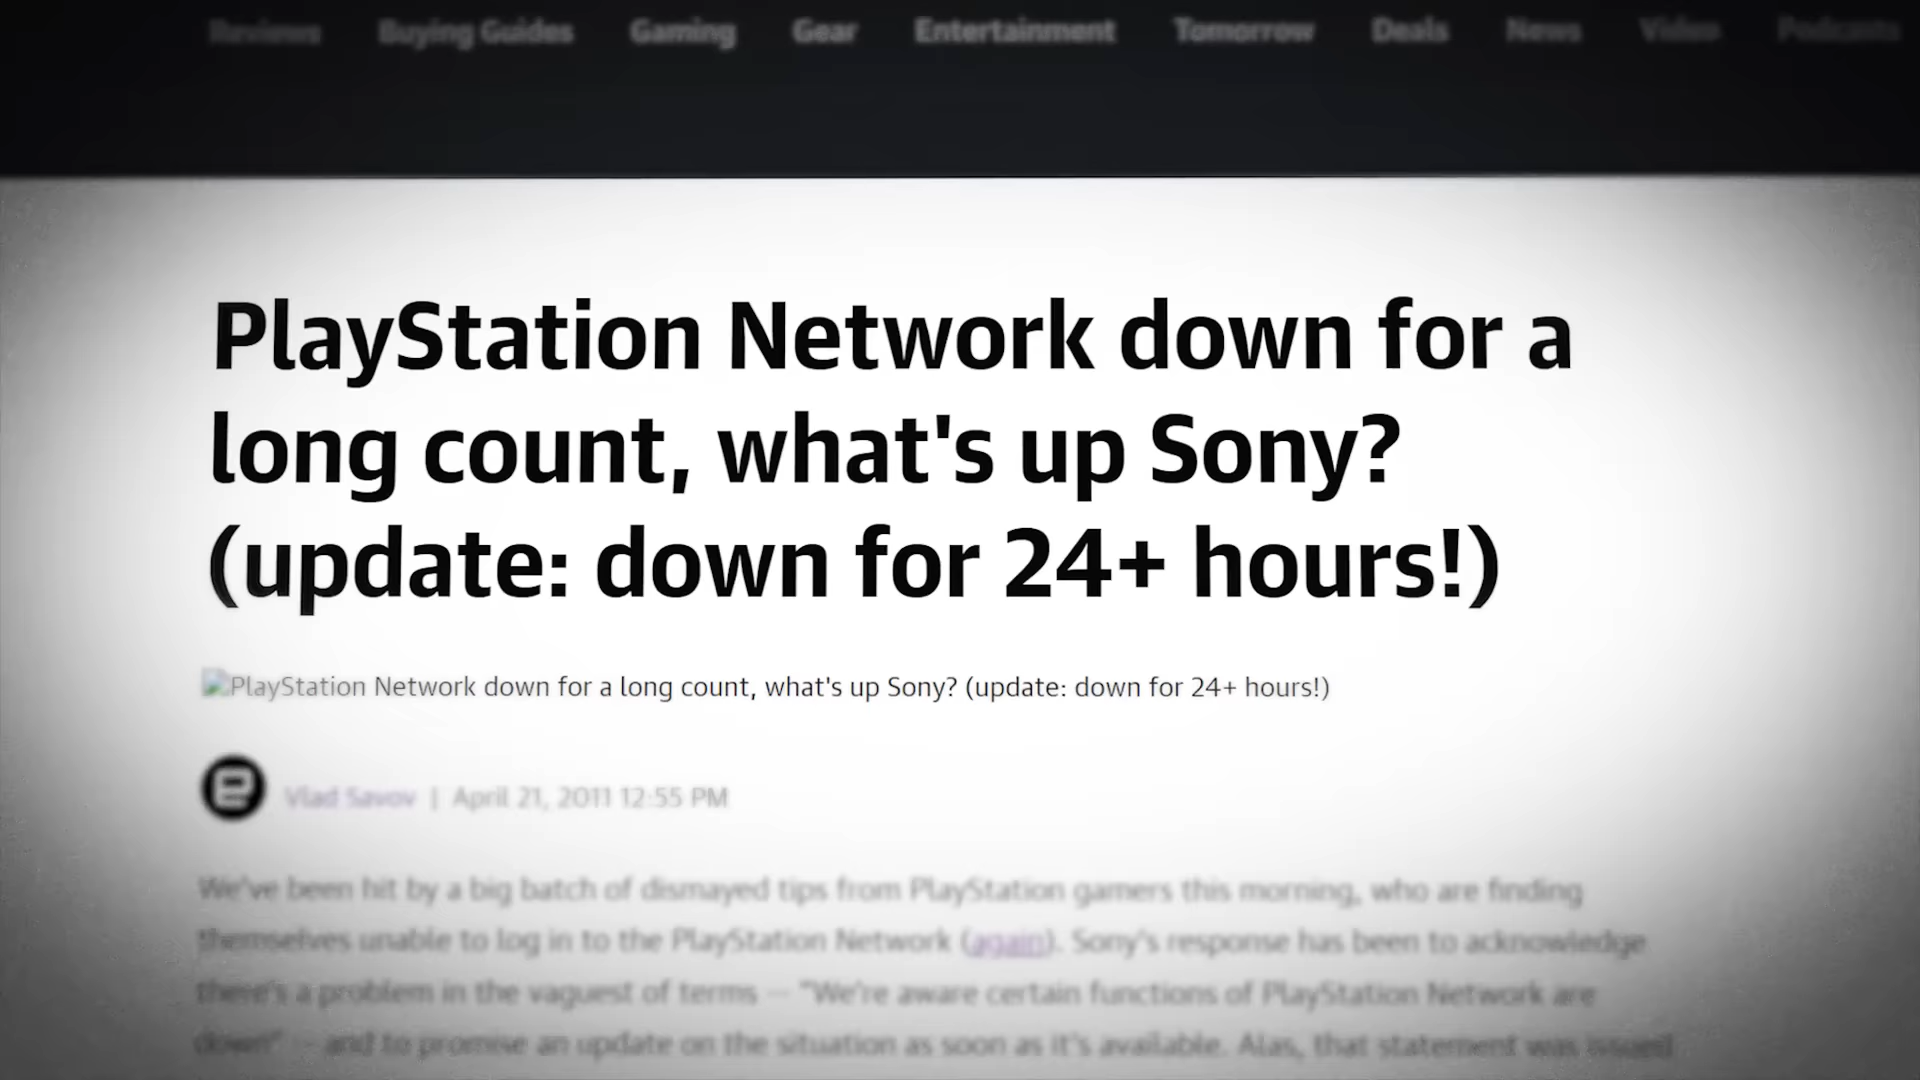 Reviews Buying Guides Gaming Gear Entertainment Tomorrow Deals News Video Podcasts
PlayStation Network down for a
long count, what's up Sony?
(update: down for 24+ hours!)
PlayStation Network down for a long count, what's up Sony? (update: down for 24+ hours!)
Vlad Savov | April 21, 2011 12:55 PM
We've been hit by a big batch of dismayed tips from PlayStation gamers this morning, who are finding
themselves unable to log in to the PlayStation Network (again). Sony's response has been to acknowledge
there's a problem in the vaguest of terms -- "We're aware certain functions of PlayStation Network are
down" -- and to promise an update on the situation as soon as it's available. Alas, that statement was issued